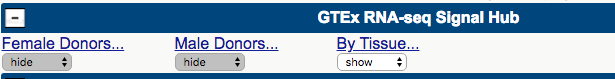 - GTEx RNA-seq Signal Hub
Female Donors... Male Donors... By Tissue...
hide hide show